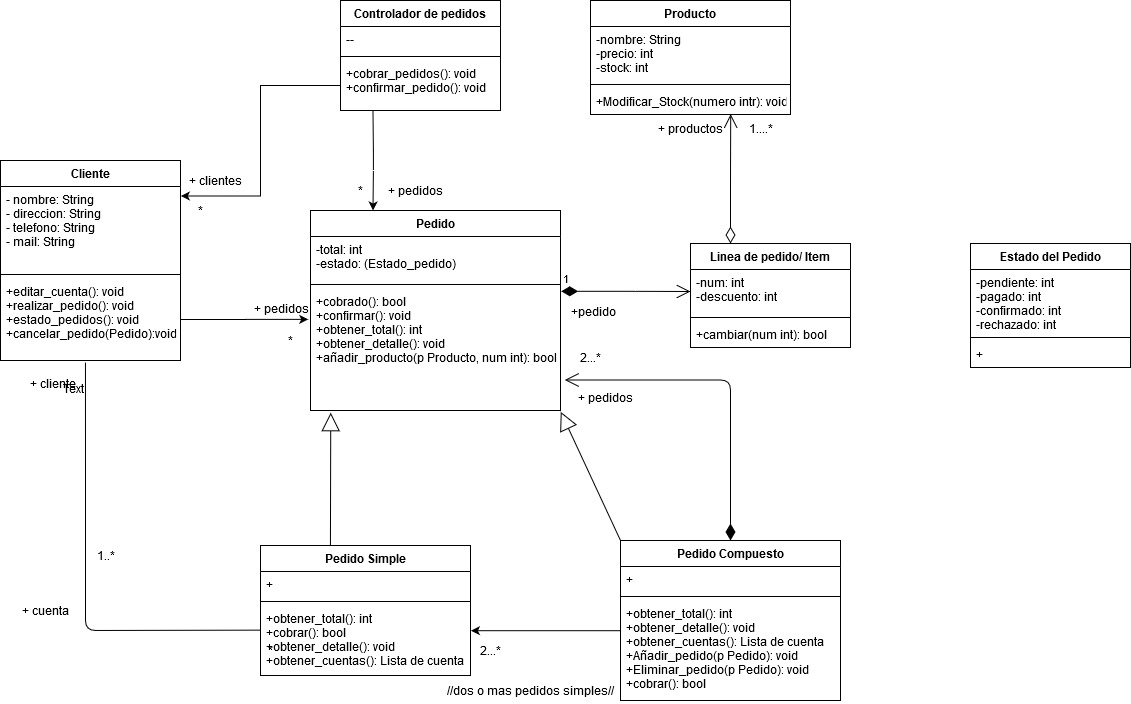 Controlador de pedidos
--
+cobrar_pedidos(): void
+confirmar_pedido(): void
Producto
-nombre: String
-precio: int
-stock: int
+Modificar_Stock(numero intr): void
+ productos
1....*
Cliente
- nombre: String
- direccion: String
- telefono: String
- mail: String
+editar_cuenta(): void
+realizar_pedido(): void
+estado_pedidos(): void
+cancelar_pedido(Pedido):void
+ clientes
*
*
+ pedidos
+ pedidos
*
Pedido
-total: int
-estado: (Estado_pedido)
+cobrado(): bool
+confirmar(): void
+obtener_total(): int
+obtener_detalle(): void
+añadir_producto(p Producto, num int): bool
1
+pedido
Linea de pedido/ Item
-num: int
-descuento: int
+cambiar(num int): bool
Estado del Pedido
-pendiente: int
-pagado: int
-confirmado: int
-rechazado: int
+
2...*
+ pedidos
+ cliente
Text
1..*
+ cuenta
Pedido Simple
+
+obtener_total(): int
+cobrar(): bool
+obtener_detalle(): void
+obtener_cuentas(): Lista de cuenta
2...*
//dos o mas pedidos simples//
Pedido Compuesto
+
+obtener_total(): int
+obtener_detalle(): void
+obtener_cuentas(): Lista de cuenta
+Añadir_pedido(p Pedido): void
+Eliminar_pedido(p Pedido): void
+cobrar(): bool